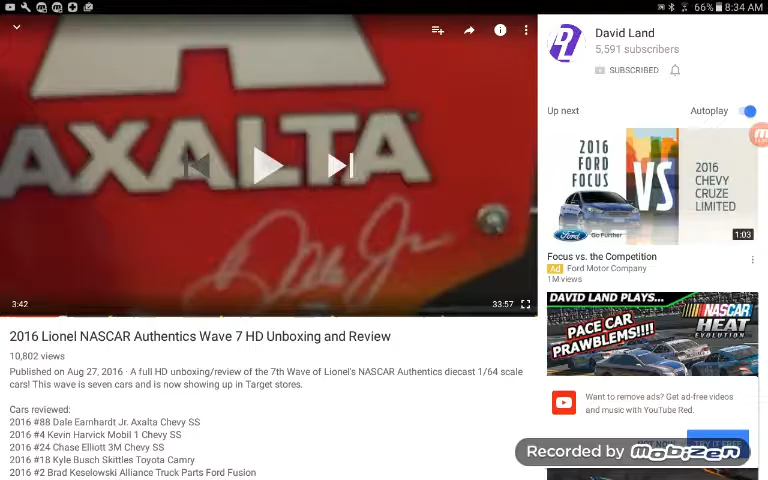 66% 8:34 AM
AXALTA
3:42
33:57
2016 Lionel NASCAR Authentics Wave 7 HD Unboxing and Review
10,802 views
Published on Aug 27, 2016 · A full HD unboxing/review of the 7th Wave of Lionel's NASCAR Authentics diecast 1/64 scale
cars! This wave is seven cars and is now showing up in Target stores.
Cars reviewed:
2016 #88 Dale Earnhardt Jr. Axalta Chevy SS
2016 #4 Kevin Harvick Mobil 1 Chevy SS
2016 #24 Chase Elliott 3M Chevy SS
2016 #18 Kyle Busch Skittles Toyota Camry
2016 #2 Brad Keselowski Alliance Truck Parts Ford Fusion
David Land
5,591 subscribers
SUBSCRIBED
Up next
Autoplay
2016
FORD
FOCUS
VS
2016
CHEVY
CRUZE
LIMITED
Ford
Go Further
1:03
Focus vs. the Competition
Ad Ford Motor Company
1M views
DAVID LAND PLAYS...
PACE CAR
PRAWBLEMS!!!!
NASCAR
HEAT
EVOLUTION
Want to remove ads? Get ad-free videos
and music with YouTube Red.
NOT NOW
TRY IT FREE
Recorded by mobizen